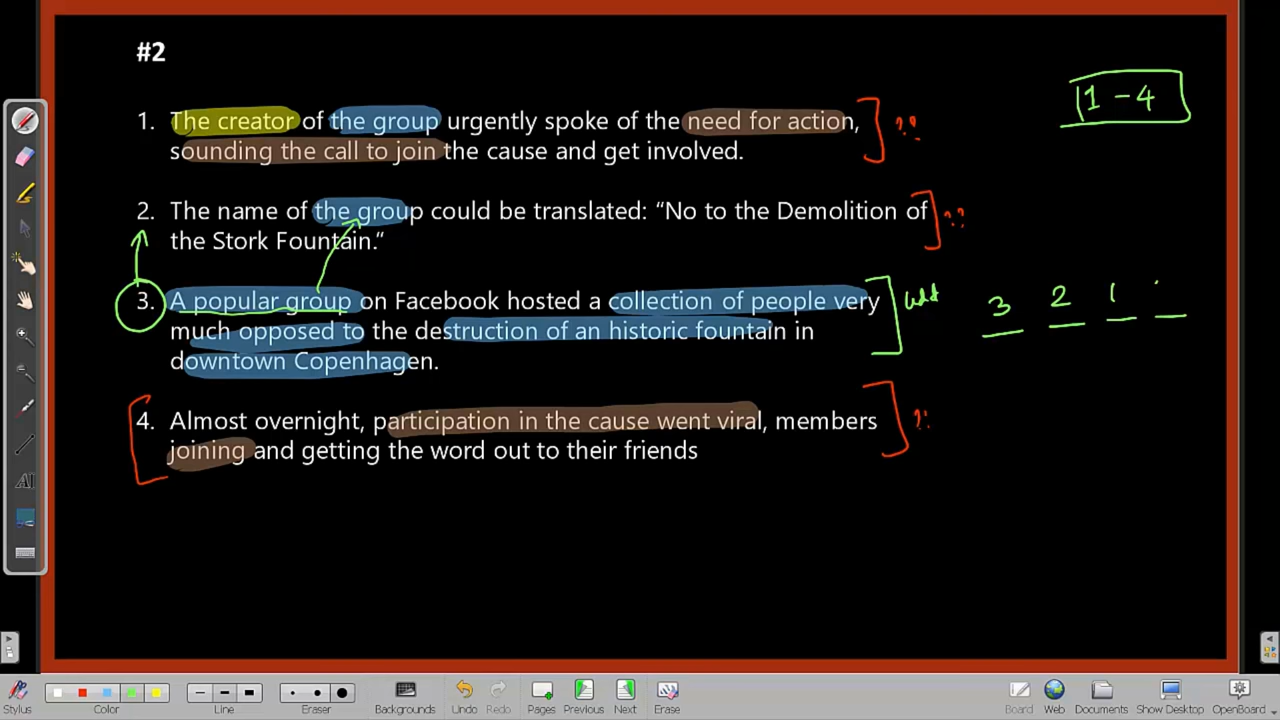 #2
1 - 4
1. The creator of the group urgently spoke of the need for action,
sounding the call to join the cause and get involved.
??
2. The name of the group could be translated: “No to the Demolition of
the Stork Fountain.“
??
3. A popular group on Facebook hosted a collection of people very
much opposed to the destruction of an historic fountain in
downtown Copenhagen.
3 2 1
4. Almost overnight, participation in the cause went viral, members
joining and getting the word out to their friends
??
Stylus
Color
Line
Eraser
Backgrounds
Undo
Redo
Pages
Previous
Next
Erase
Board
Web
Documents
Show Desktop
OpenBoard